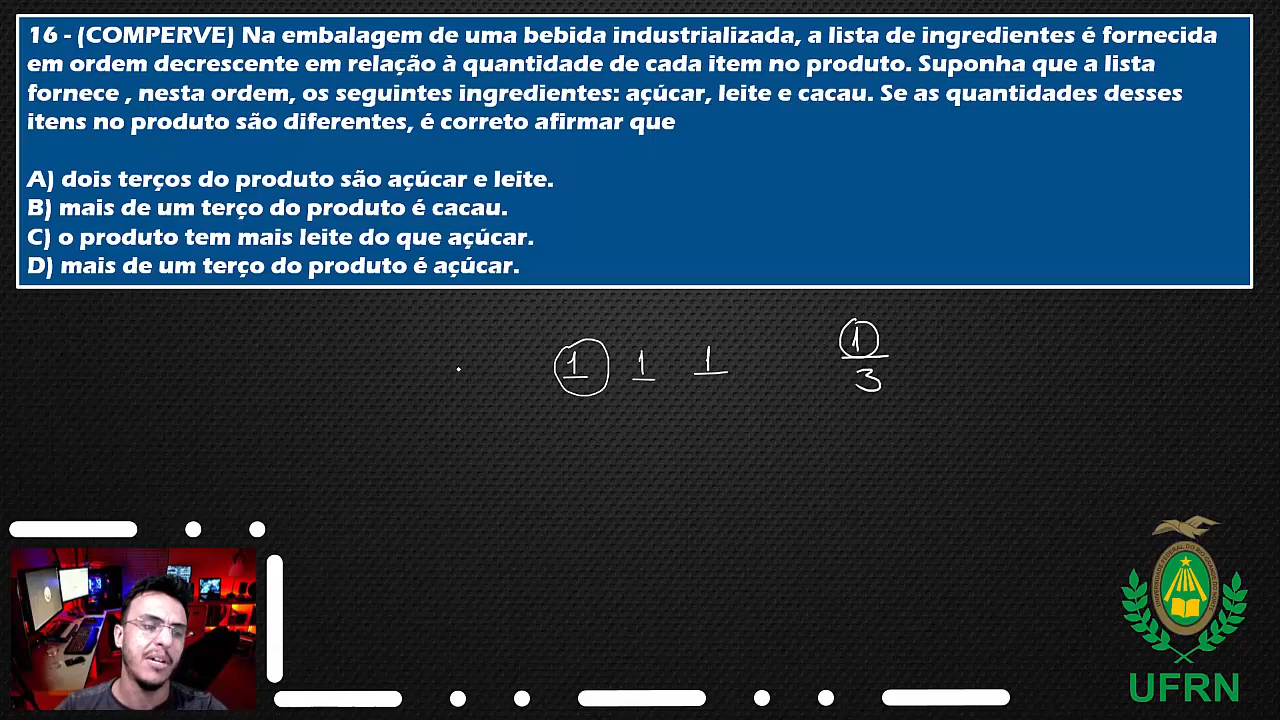 16 - (COMPERVE) Na embalagem de uma bebida industrializada, a lista de ingredientes é fornecida
em ordem decrescente em relação à quantidade de cada item no produto. Suponha que a lista
fornece , nesta ordem, os seguintes ingredientes: açúcar, leite e cacau. Se as quantidades desses
itens no produto são diferentes, é correto afirmar que
A) dois terços do produto são açúcar e leite.
B) mais de um terço do produto é cacau.
C) o produto tem mais leite do que açúcar.
D) mais de um terço do produto é açúcar.
1 1 1
1
3
UFRN